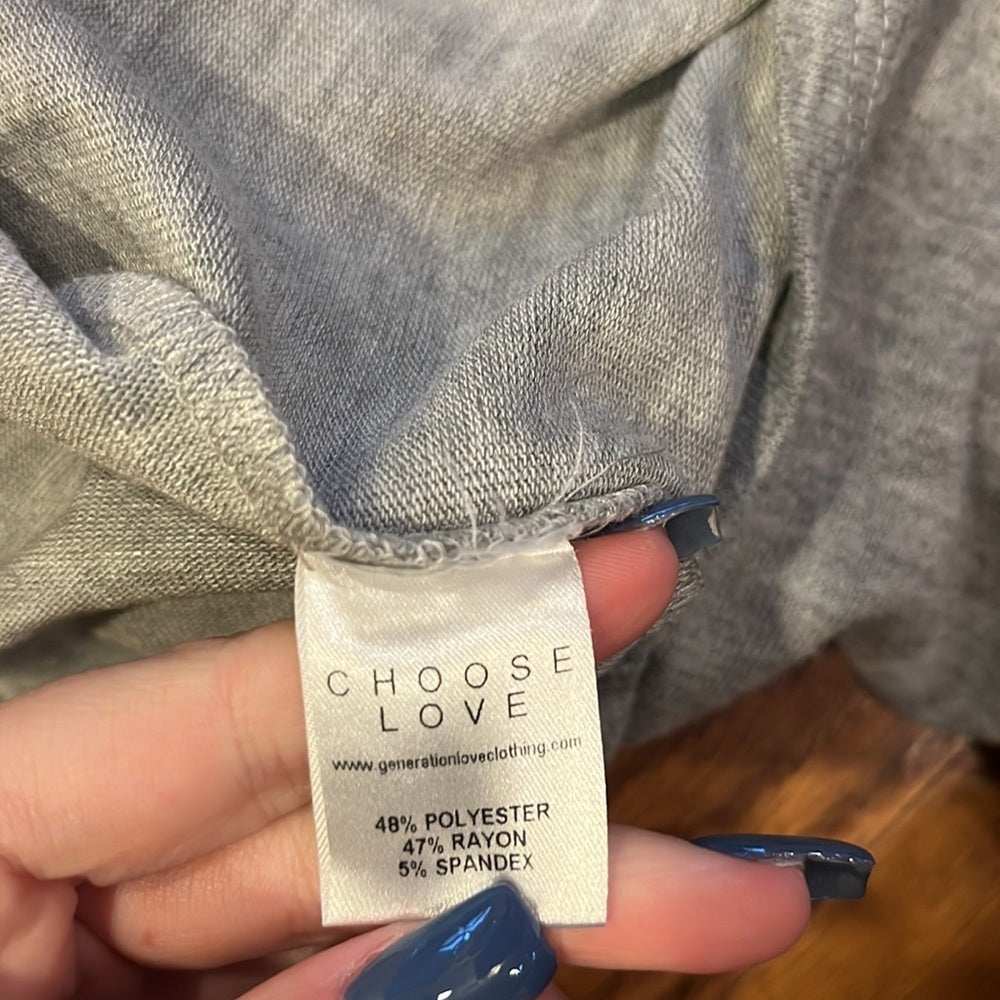 CHOOSE
LOVE
www.generationloveclothing.com
48% POLYESTER
47% RAYON
5% SPANDEX